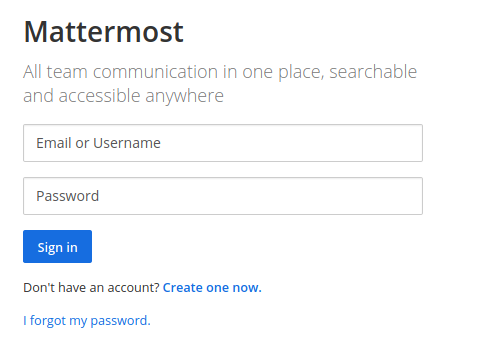 Mattermost
All team communication in one place, searchable
and accessible anywhere
Email or Username
Password
Sign in
Don't have an account? Create one now.
I forgot my password.